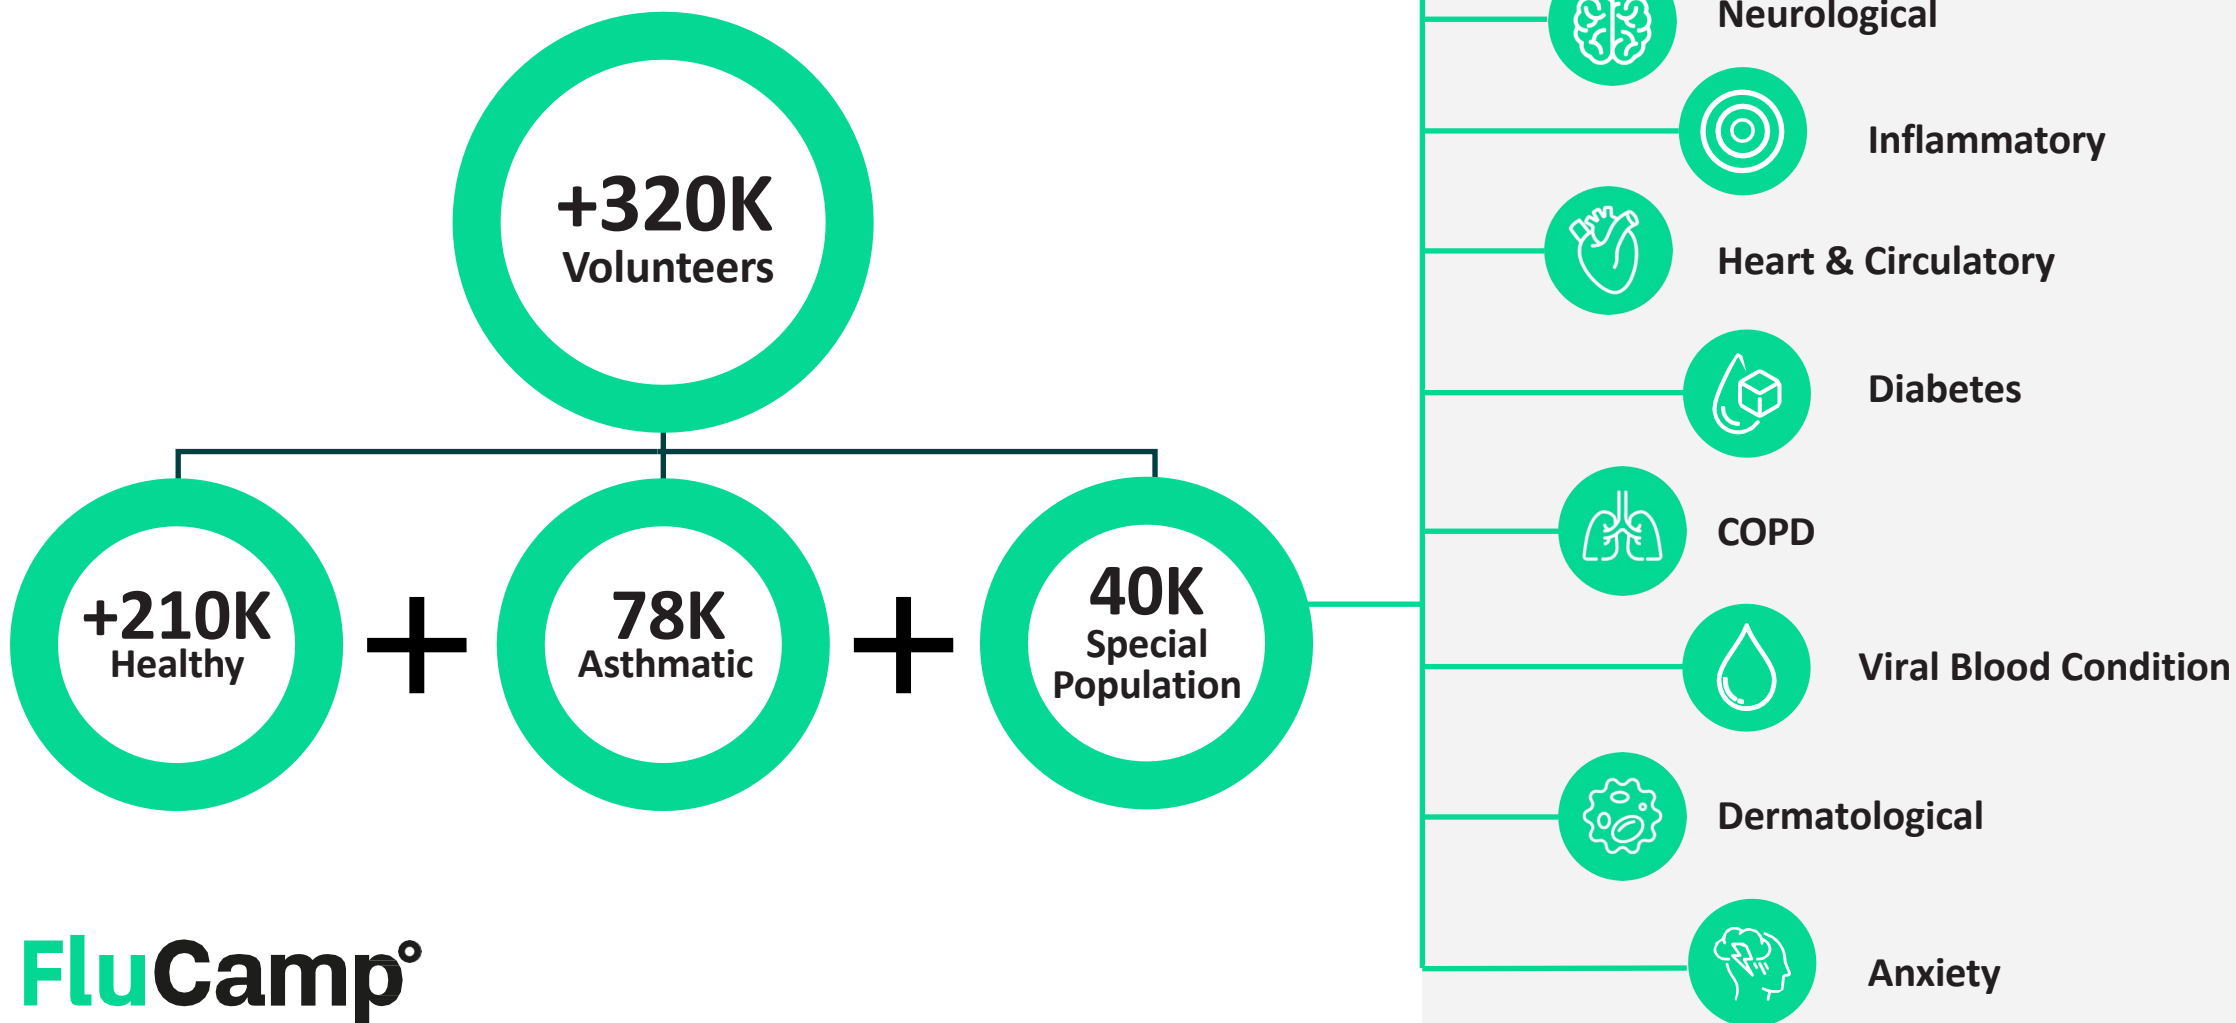 +320K
Volunteers
+210K
Healthy
78K
Asthmatic
40K
Special
Population
Neurological
Inflammatory
Heart & Circulatory
Diabetes
COPD
Viral Blood Condition
Dermatological
Anxiety
FluCamp